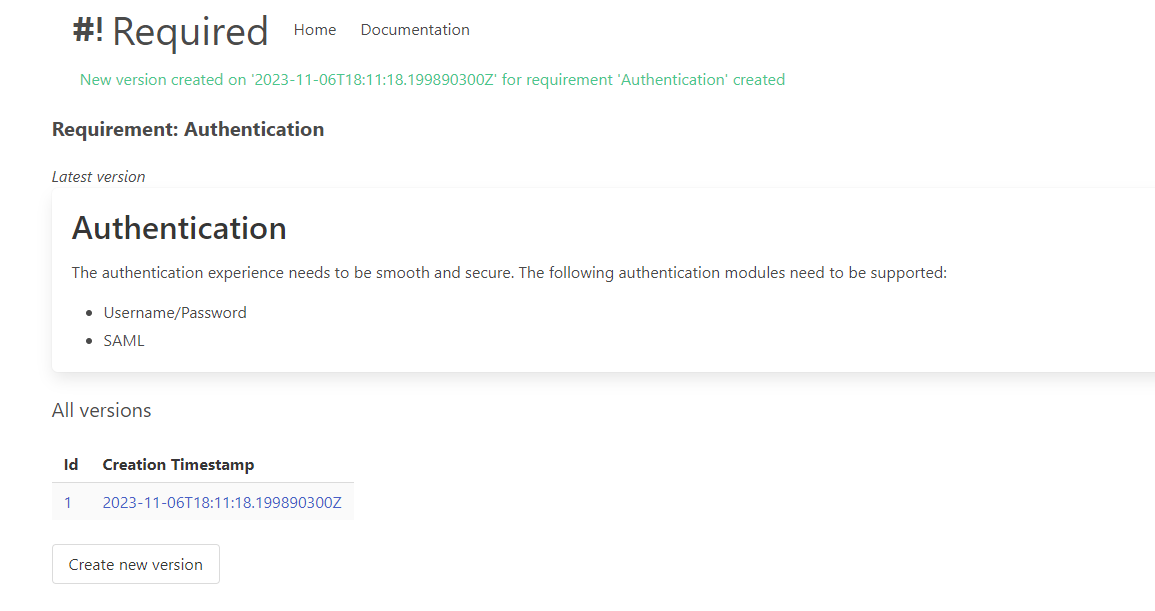 #! Required Home Documentation
New version created on '2023-11-06T18:11:18.199890300Z' for requirement 'Authentication' created
Requirement: Authentication
Latest version
Authentication
The authentication experience needs to be smooth and secure. The following authentication modules need to be supported:
• Username/Password
• SAML
All versions
Id Creation Timestamp
1 2023-11-06T18:11:18.199890300Z
Create new version